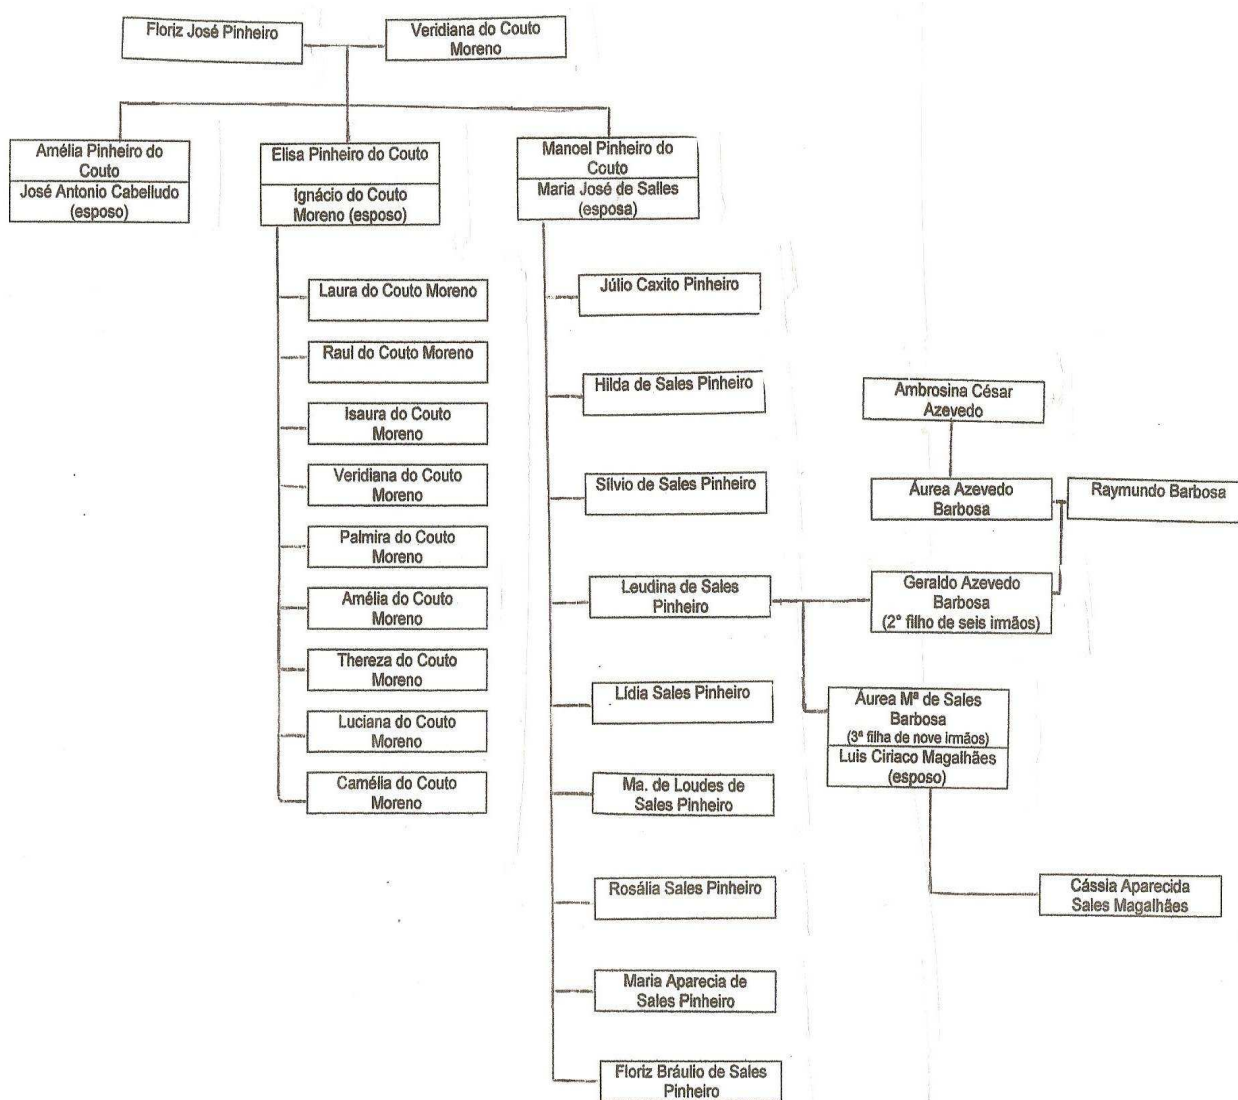 Floriz José Pinheiro
Veridiana do Couto
Moreno
Amélia Pinheiro do
Couto
José Antonio Cabelludo
(esposo)
Elisa Pinheiro do Couto
Ignácio do Couto
Moreno (esposo)
Manoel Pinheiro do
Couto
Maria José de Salles
(esposa)
Laura do Couto Moreno
Raul do Couto Moreno
Isaura do Couto
Moreno
Veridiana do Couto
Moreno
Palmira do Couto
Moreno
Amélia do Couto
Moreno
Thereza do Couto
Moreno
Luciana do Couto
Moreno
Camélia do Couto
Moreno
Júlio Caxito Pinheiro
Hilda de Sales Pinheiro
Sílvio de Sales Pinheiro
Leudina de Sales
Pinheiro
Lídia Sales Pinheiro
Ma. de Loudes de
Sales Pinheiro
Rosália Sales Pinheiro
Maria Aparecia de
Sales Pinheiro
Floriz Bráulio de Sales
Pinheiro
Ambrosina César
Azevedo
Áurea Azevedo
Barbosa
Raymundo Barbosa
Geraldo Azevedo
Barbosa
(2º filho de seis irmãos)
Áurea Mª de Sales
Barbosa
(3ª filha de nove irmãos)
Luis Ciriaco Magalhães
(esposo)
Cássia Aparecida
Sales Magalhães